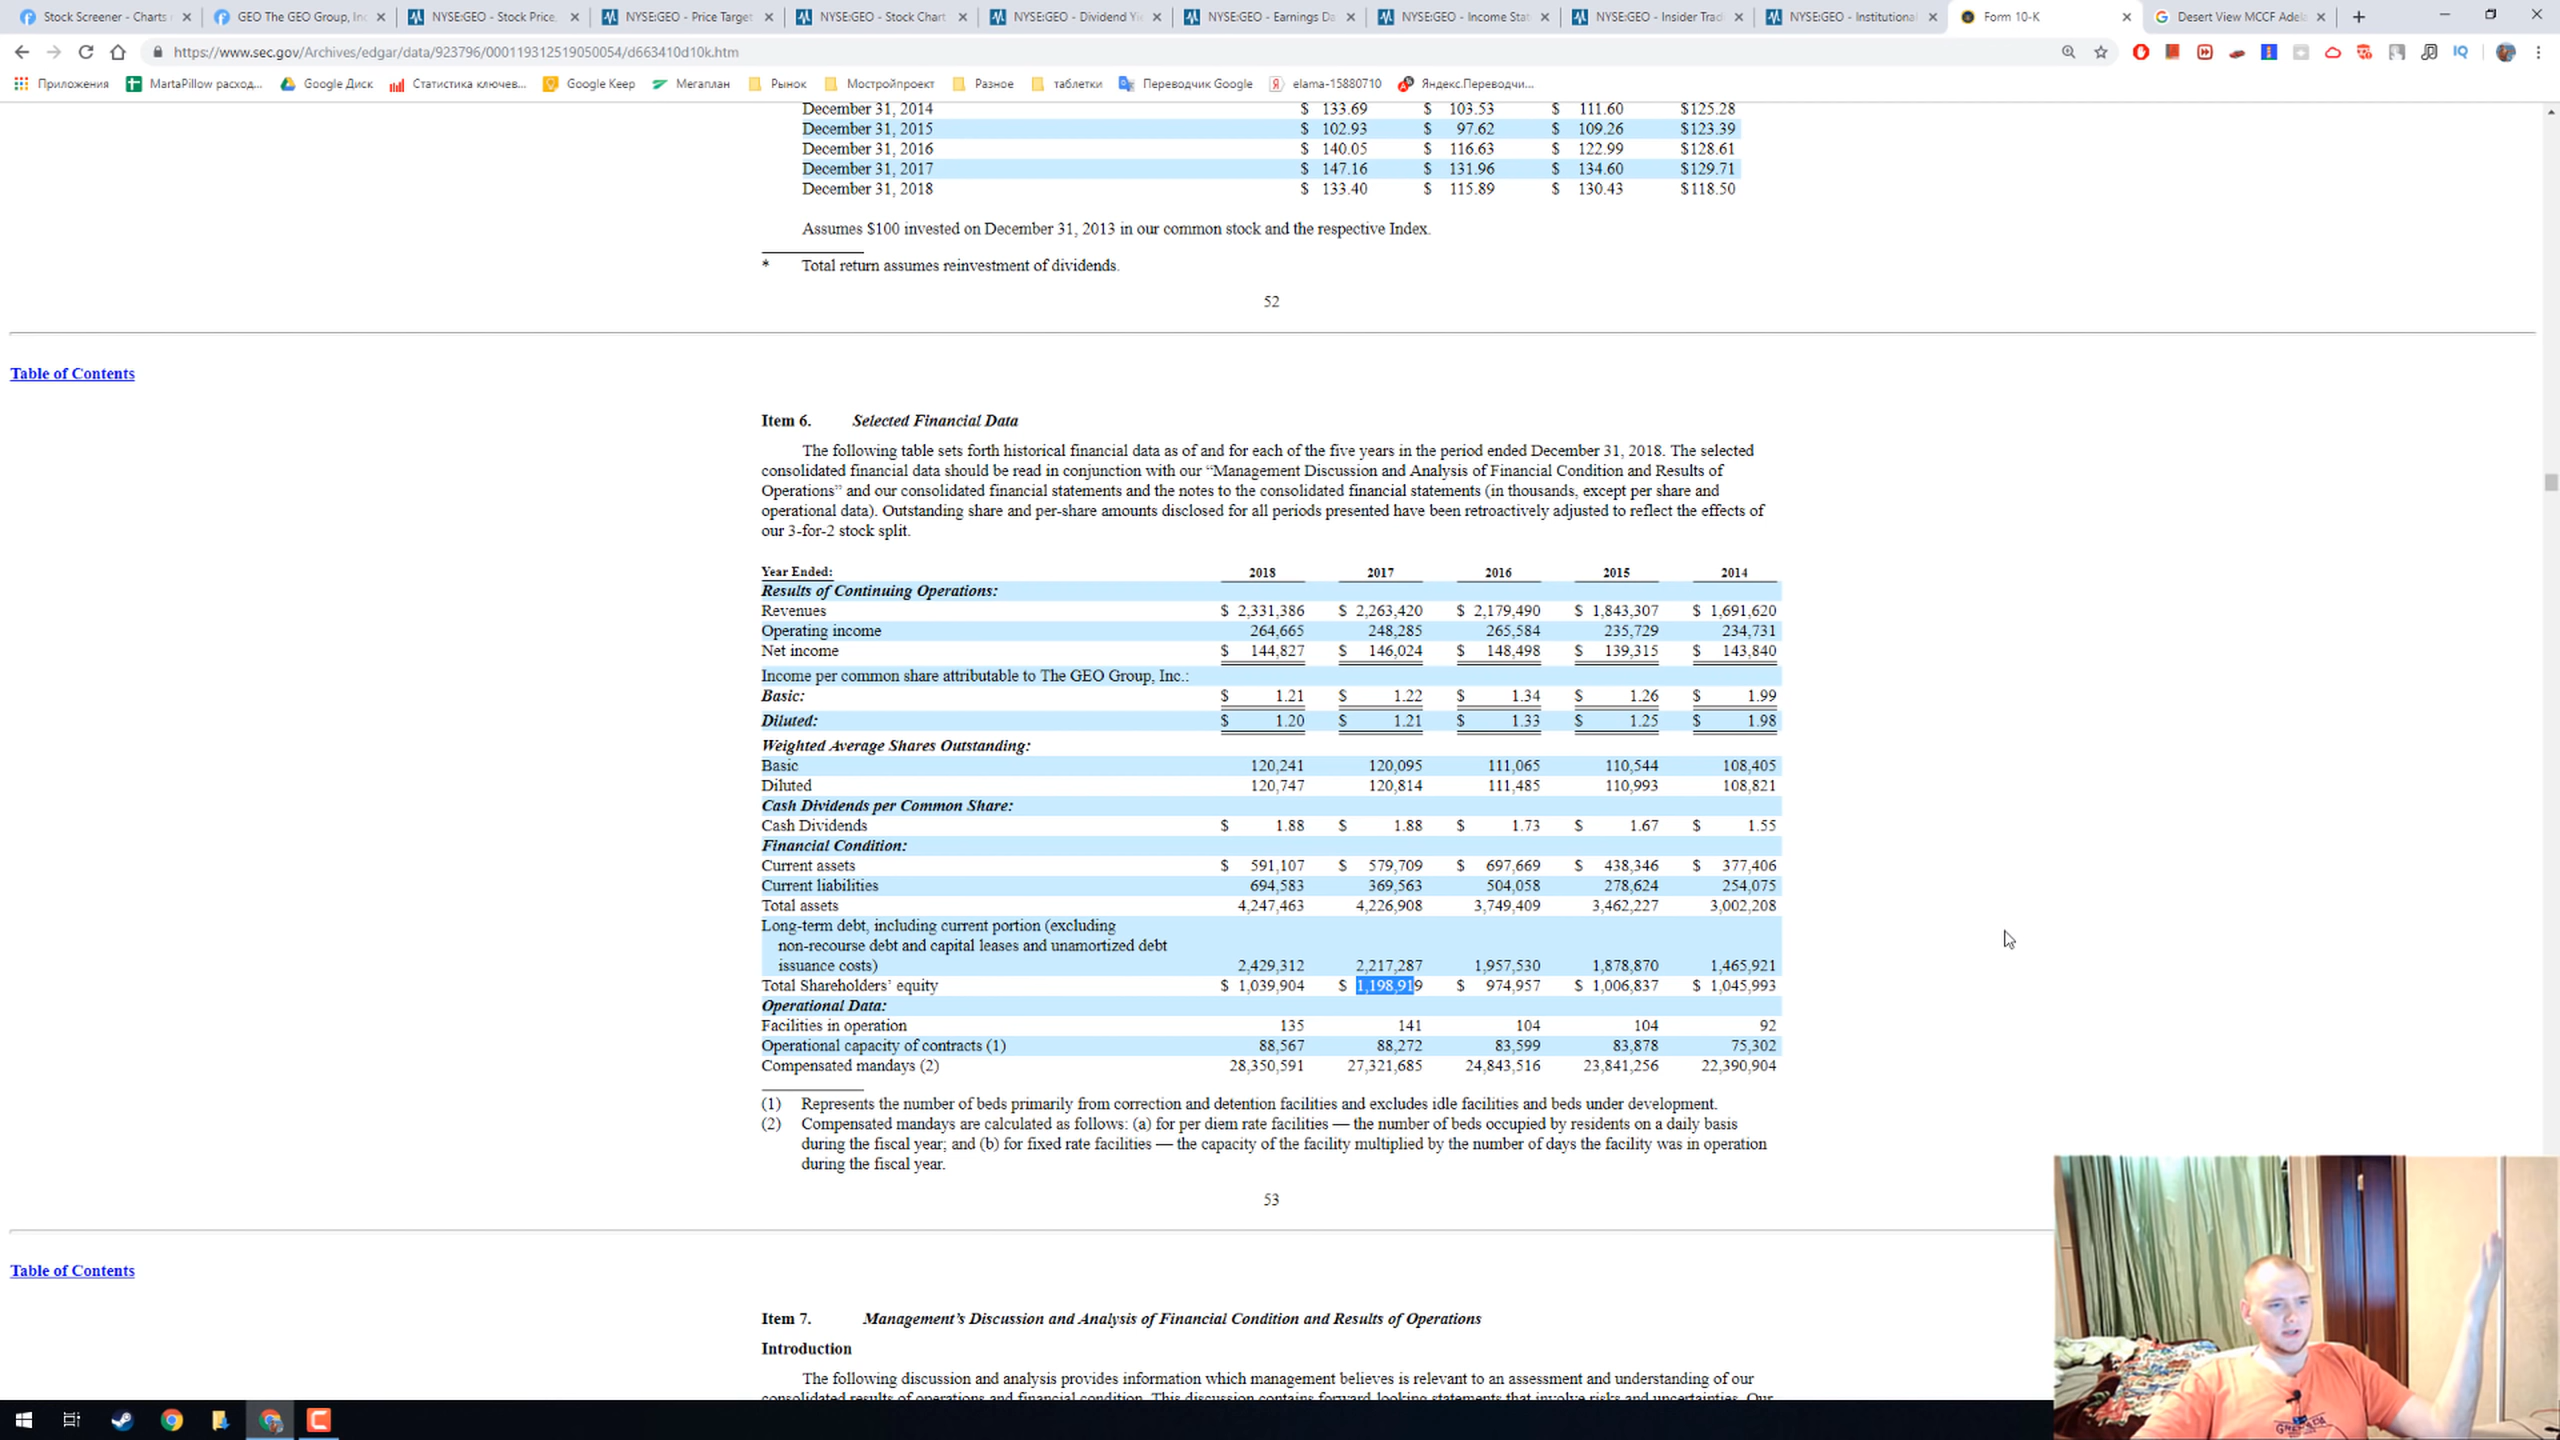 Stock Screener - Charts
GEO The GEO Group, Inc
NYSE:GEO - Stock Price,
NYSE:GEO - Price Target
NYSE:GEO - Stock Chart
NYSE:GEO - Dividend Yi
NYSE:GEO - Earnings Da
NYSE:GEO - Income Stat
NYSE:GEO - Insider Trad
NYSE:GEO - Institutional
Form 10-K
Desert View MCCF Adel
https://www.sec.gov/Archives/edgar/data/923796/000119312519050054/d663410d10k.htm
Приложения MartaPillow расход... Google Диск Статистика ключев... Google Keep Мегаплан Рынок Мостройпроект Разное таблетки Переводчик Google elama-15880710 Яндекс.Переводчи...
December 31, 2014 $ 133.69 $ 103.53 $ 111.60 $125.28
December 31, 2015 $ 102.93 $ 97.62 $ 109.26 $123.39
December 31, 2016 $ 140.05 $ 116.63 $ 122.99 $128.61
December 31, 2017 $ 147.16 $ 131.96 $ 134.60 $129.71
December 31, 2018 $ 133.40 $ 115.89 $ 130.43 $118.50
Assumes $100 invested on December 31, 2013 in our common stock and the respective Index.
* Total return assumes reinvestment of dividends.
52
Table of Contents
Item 6. Selected Financial Data
The following table sets forth historical financial data as of and for each of the five years in the period ended December 31, 2018. The selected
consolidated financial data should be read in conjunction with our “Management Discussion and Analysis of Financial Condition and Results of
Operations” and our consolidated financial statements and the notes to the consolidated financial statements (in thousands, except per share and
operational data). Outstanding share and per-share amounts disclosed for all periods presented have been retroactively adjusted to reflect the effects of
our 3-for-2 stock split.
Year Ended: 2018 2017 2016 2015 2014
Results of Continuing Operations:
Revenues $ 2,331,386 $ 2,263,420 $ 2,179,490 $ 1,843,307 $ 1,691,620
Operating income 264,665 248,285 265,584 235,729 234,731
Net income $ 144,827 $ 146,024 $ 148,498 $ 139,315 $ 143,840
Income per common share attributable to The GEO Group, Inc.:
Basic: $ 1.21 $ 1.22 $ 1.34 $ 1.26 $ 1.99
Diluted: $ 1.20 $ 1.21 $ 1.33 $ 1.25 $ 1.98
Weighted Average Shares Outstanding:
Basic 120,241 120,095 111,065 110,544 108,405
Diluted 120,747 120,814 111,485 110,993 108,821
Cash Dividends per Common Share:
Cash Dividends $ 1.88 $ 1.88 $ 1.73 $ 1.67 $ 1.55
Financial Condition:
Current assets $ 591,107 $ 579,709 $ 697,669 $ 438,346 $ 377,406
Current liabilities 694,583 369,563 504,058 278,624 254,075
Total assets 4,247,463 4,226,908 3,749,409 3,462,227 3,002,208
Long-term debt, including current portion (excluding
non-recourse debt and capital leases and unamortized debt
issuance costs) 2,429,312 2,217,287 1,957,530 1,878,870 1,465,921
Total Shareholders’ equity $ 1,039,904 $ 1,198,919 $ 974,957 $ 1,006,837 $ 1,045,993
Operational Data:
Facilities in operation 135 141 104 104 92
Operational capacity of contracts (1) 88,567 88,272 83,599 83,878 75,302
Compensated mandays (2) 28,350,591 27,321,685 24,843,516 23,841,256 22,390,904
(1) Represents the number of beds primarily from correction and detention facilities and excludes idle facilities and beds under development.
(2) Compensated mandays are calculated as follows: (a) for per diem rate facilities — the number of beds occupied by residents on a daily basis
during the fiscal year; and (b) for fixed rate facilities — the capacity of the facility multiplied by the number of days the facility was in operation
during the fiscal year.
53
Table of Contents
Item 7. Management’s Discussion and Analysis of Financial Condition and Results of Operations
Introduction
The following discussion and analysis provides information which management believes is relevant to an assessment and understanding of our
consolidated results of operations and financial condition. This discussion contains forward-looking statements that involve risks and uncertainties. Our